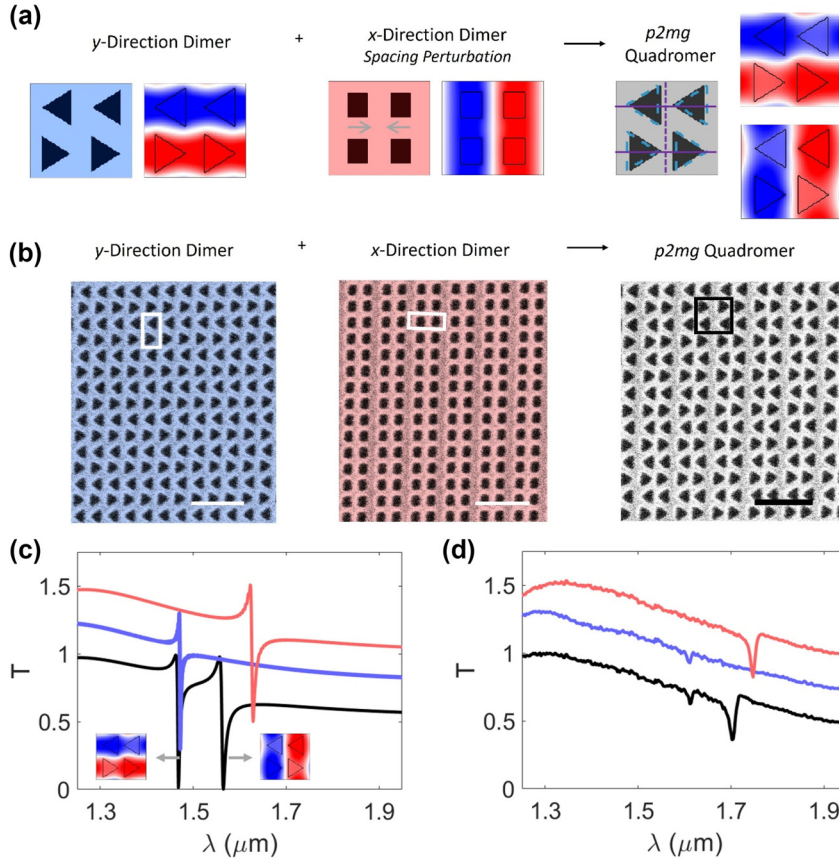 (a)
y-Direction Dimer + x-Direction Dimer p2mg
Spacing Perturbation Quadromer
(b)
y-Direction Dimer + x-Direction Dimer p2mg Quadromer
(c) (d)
1.5 1.5
1 1
T T
0.5 0.5
0 0
1.3 1.5 1.7 1.9 1.3 1.5 1.7 1.9
λ (μm) λ (μm)